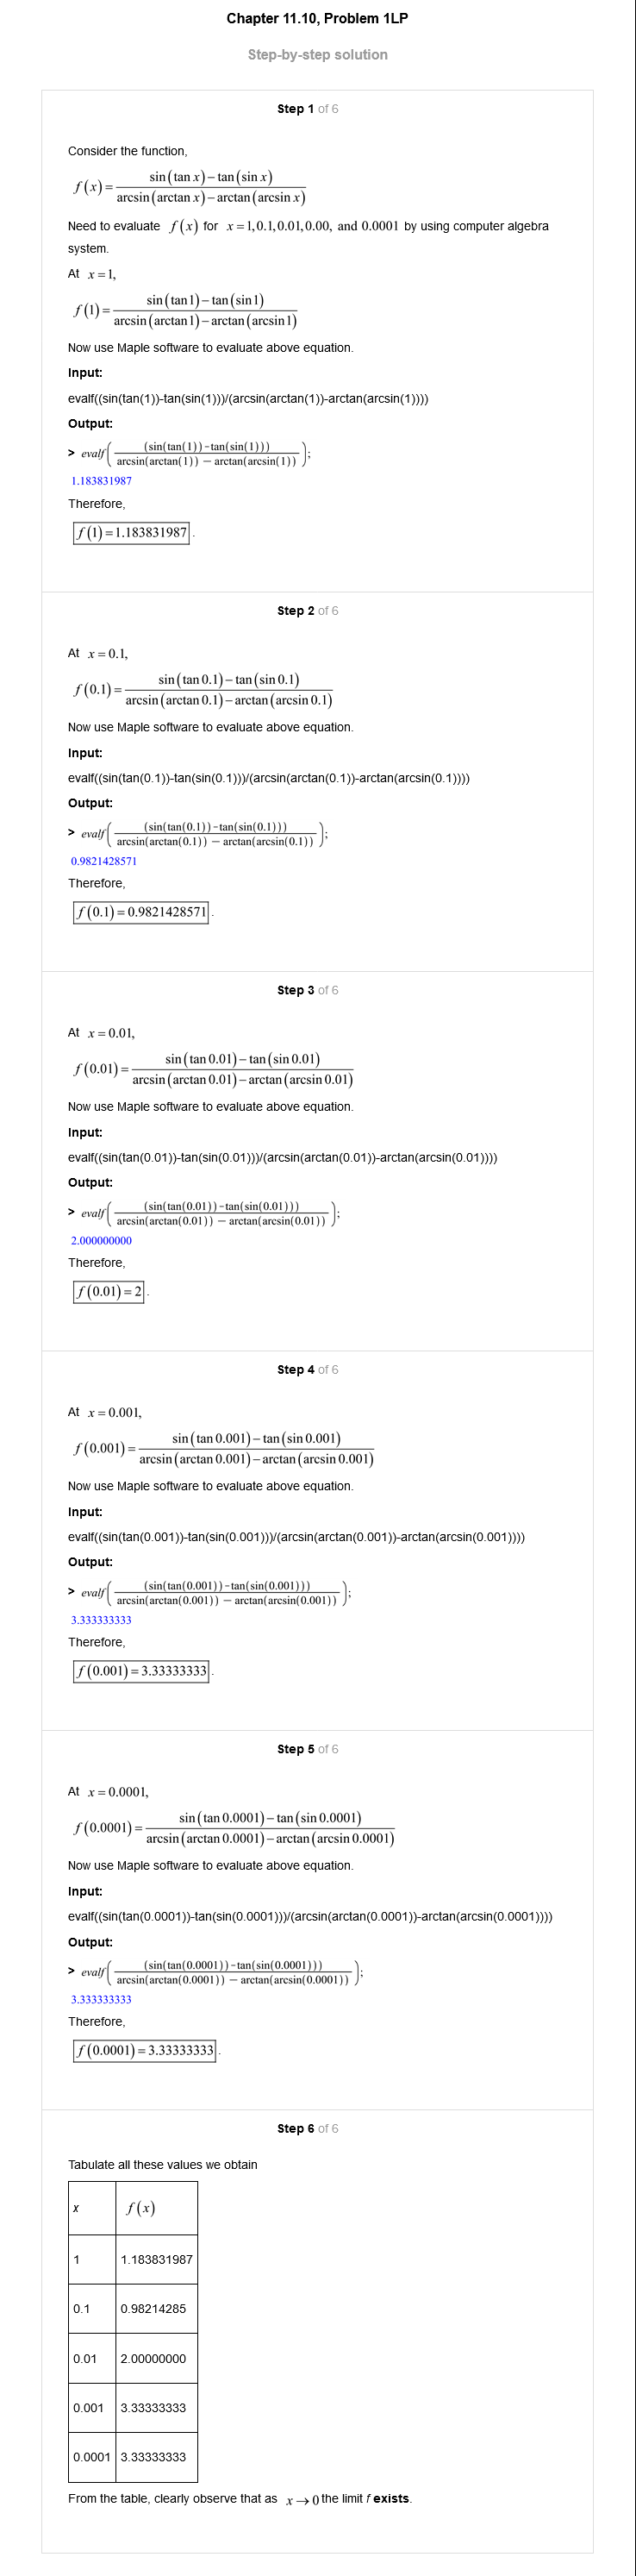 Chapter 11.10, Problem 1LP
Step-by-step solution
Step 1 of 6
Consider the function,
f(x) = (sin(tan x) − tan(sin x)) / (arcsin(arctan x) − arctan(arcsin x))
Need to evaluate f(x) for x = 1, 0.1, 0.01, 0.00, and 0.0001 by using computer algebra
system.
At x = 1,
f(1) = (sin(tan 1) − tan(sin 1)) / (arcsin(arctan 1) − arctan(arcsin 1))
Now use Maple software to evaluate above equation.
Input:
evalf((sin(tan(1))-tan(sin(1)))/(arcsin(arctan(1))-arctan(arcsin(1))))
Output:
> evalf( (sin(tan(1))-tan(sin(1))) / (arcsin(arctan(1)) − arctan(arcsin(1))) );
1.183831987
Therefore,
f(1) = 1.183831987.
Step 2 of 6
At x = 0.1,
f(0.1) = (sin(tan 0.1) − tan(sin 0.1)) / (arcsin(arctan 0.1) − arctan(arcsin 0.1))
Now use Maple software to evaluate above equation.
Input:
evalf((sin(tan(0.1))-tan(sin(0.1)))/(arcsin(arctan(0.1))-arctan(arcsin(0.1))))
Output:
> evalf( (sin(tan(0.1))-tan(sin(0.1))) / (arcsin(arctan(0.1)) − arctan(arcsin(0.1))) );
0.9821428571
Therefore,
f(0.1) = 0.9821428571.
Step 3 of 6
At x = 0.01,
f(0.01) = (sin(tan 0.01) − tan(sin 0.01)) / (arcsin(arctan 0.01) − arctan(arcsin 0.01))
Now use Maple software to evaluate above equation.
Input:
evalf((sin(tan(0.01))-tan(sin(0.01)))/(arcsin(arctan(0.01))-arctan(arcsin(0.01))))
Output:
> evalf( (sin(tan(0.01))-tan(sin(0.01))) / (arcsin(arctan(0.01)) − arctan(arcsin(0.01))) );
2.000000000
Therefore,
f(0.01) = 2.
Step 4 of 6
At x = 0.001,
f(0.001) = (sin(tan 0.001) − tan(sin 0.001)) / (arcsin(arctan 0.001) − arctan(arcsin 0.001))
Now use Maple software to evaluate above equation.
Input:
evalf((sin(tan(0.001))-tan(sin(0.001)))/(arcsin(arctan(0.001))-arctan(arcsin(0.001))))
Output:
> evalf( (sin(tan(0.001))-tan(sin(0.001))) / (arcsin(arctan(0.001)) − arctan(arcsin(0.001))) );
3.333333333
Therefore,
f(0.001) = 3.33333333.
Step 5 of 6
At x = 0.0001,
f(0.0001) = (sin(tan 0.0001) − tan(sin 0.0001)) / (arcsin(arctan 0.0001) − arctan(arcsin 0.0001))
Now use Maple software to evaluate above equation.
Input:
evalf((sin(tan(0.0001))-tan(sin(0.0001)))/(arcsin(arctan(0.0001))-arctan(arcsin(0.0001))))
Output:
> evalf( (sin(tan(0.0001))-tan(sin(0.0001))) / (arcsin(arctan(0.0001)) − arctan(arcsin(0.0001))) );
3.333333333
Therefore,
f(0.0001) = 3.33333333.
Step 6 of 6
Tabulate all these values we obtain
x f(x)
1 1.183831987
0.1 0.98214285
0.01 2.00000000
0.001 3.33333333
0.0001 3.33333333
From the table, clearly observe that as x → 0 the limit f exists.